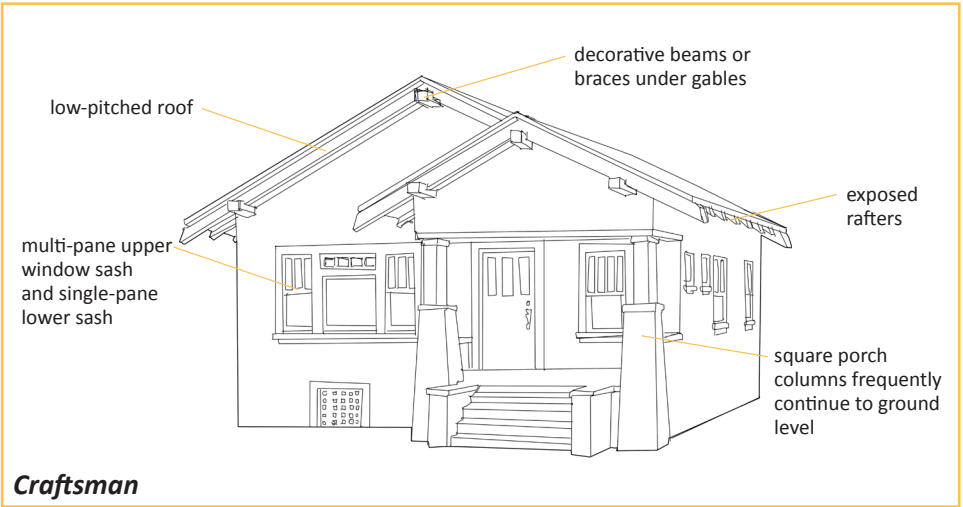 decorative beams or
braces under gables
low-pitched roof
exposed
rafters
multi-pane upper
window sash
and single-pane
lower sash
square porch
columns frequently
continue to ground
level
Craftsman